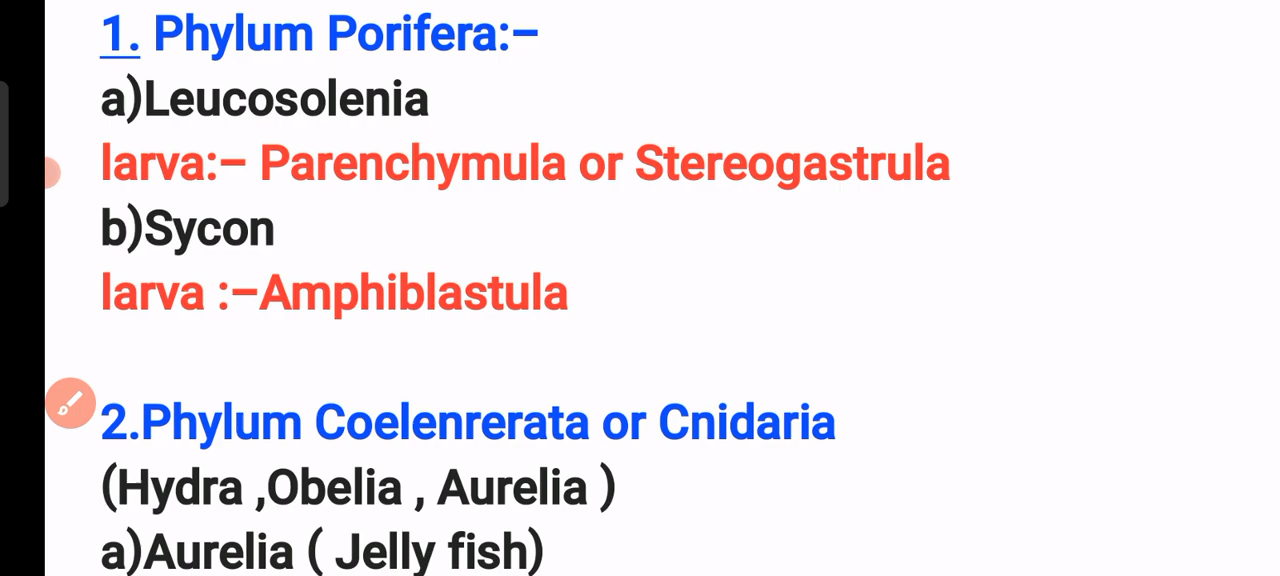 1. Phylum Porifera:–
a)Leucosolenia
larva:– Parenchymula or Stereogastrula
b)Sycon
larva :–Amphiblastula
2.Phylum Coelenrerata or Cnidaria
(Hydra ,Obelia , Aurelia )
a)Aurelia ( Jelly fish)